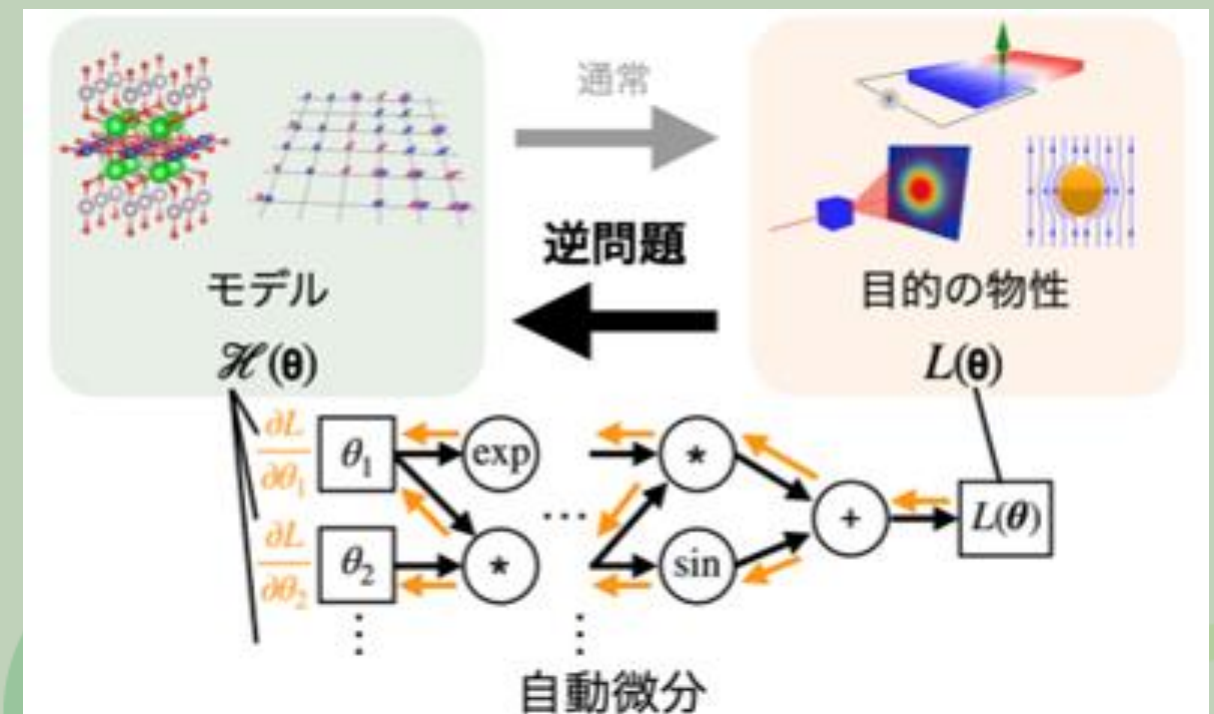 通常
逆問題
モデル
目的の物性
ℋ(θ)
L(θ)
∂L/∂θ₁
θ₁
exp
*
∂L/∂θ₂
θ₂
*
...
sin
+
L(θ)
自動微分